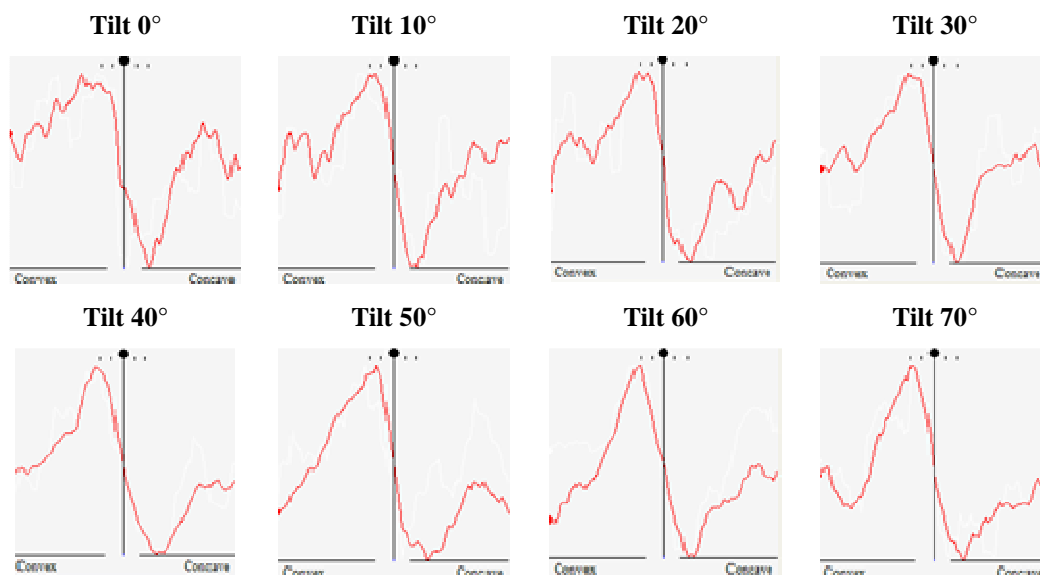 Tilt 0° Tilt 10° Tilt 20° Tilt 30°
Convex Concave Convex Concave Convex Concave Convex Concave
Tilt 40° Tilt 50° Tilt 60° Tilt 70°
Convex Concave Convex Concave Convex Concave Convex Concave